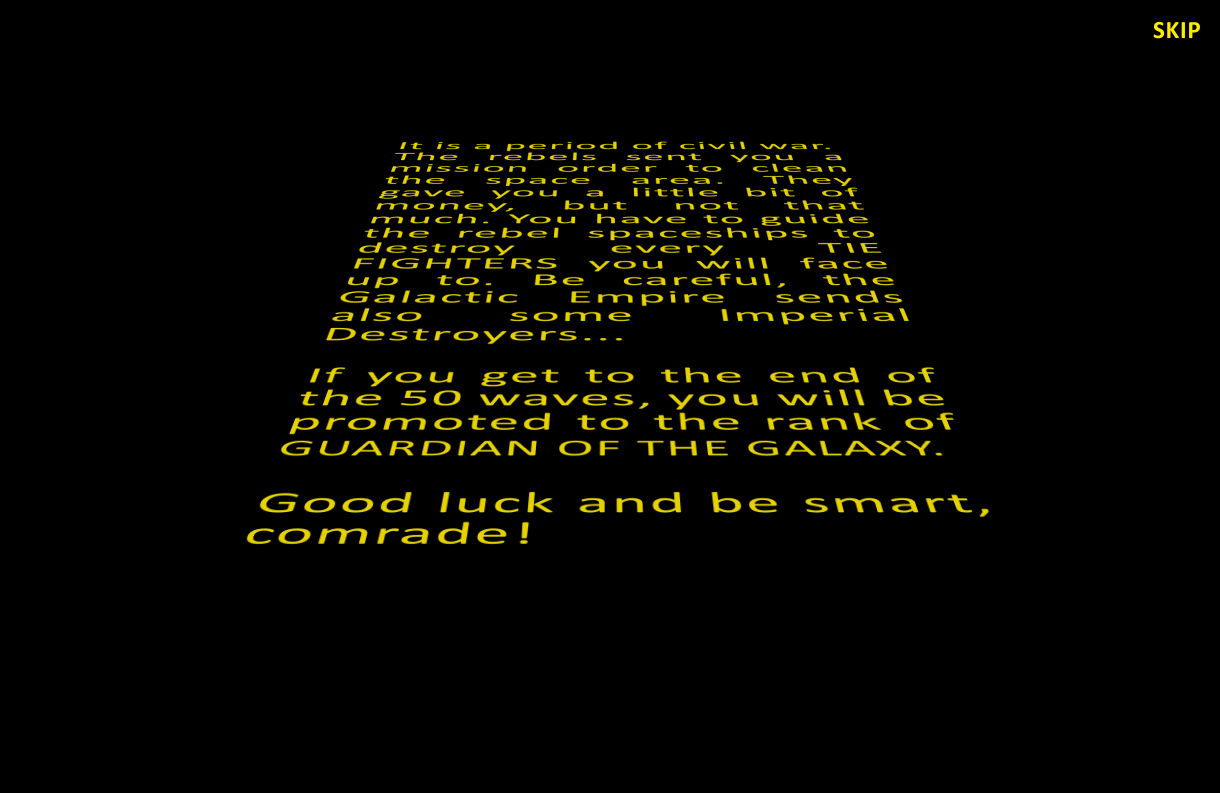 SKIP
It is a period of civil war.
The rebels sent you a
mission order to clean
the space area. They
gave you a little bit of
money, but not that
much. You have to guide
the rebel spaceships to
destroy every TIE
FIGHTERS you will face
up to. Be careful, the
Galactic Empire sends
also some Imperial
Destroyers...
If you get to the end of
the 50 waves, you will be
promoted to the rank of
GUARDIAN OF THE GALAXY.
Good luck and be smart,
comrade!